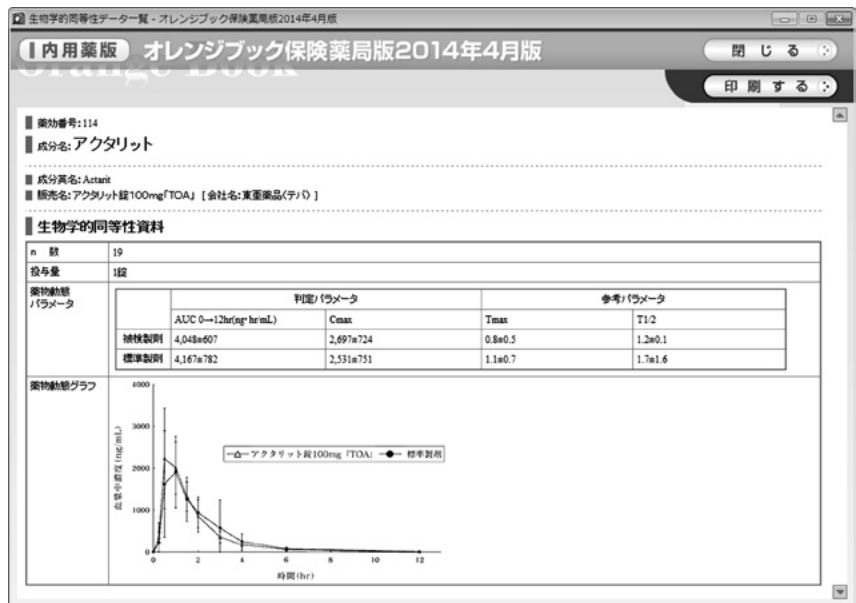 生物学的同等性データ一覧 - オレンジブック保険薬局版2014年4月版
内用薬版 オレンジブック保険薬局版2014年4月版
閉じる
Orange Book
印刷する
薬効番号:114
成分名:アクタリット
成分英名:Actarit
販売名:アクタリット錠100mg「TOA」 [会社名:東亜薬品〈テバ〉]
生物学的同等性資料
n 数 19
投与量 1錠
薬物動態
パラメータ
判定パラメータ 参考パラメータ
AUC 0→12hr(ng・hr/mL) Cmax Tmax T1/2
被検製剤 4,048±607 2,697±724 0.8±0.5 1.2±0.1
標準製剤 4,167±782 2,531±751 1.1±0.7 1.7±1.6
薬物動態グラフ
4000
3000
2000
1000
0
血漿中濃度(ng/mL)
アクタリット錠100mg「TOA」 標準製剤
0 2 4 6 8 10 12
時間(hr)